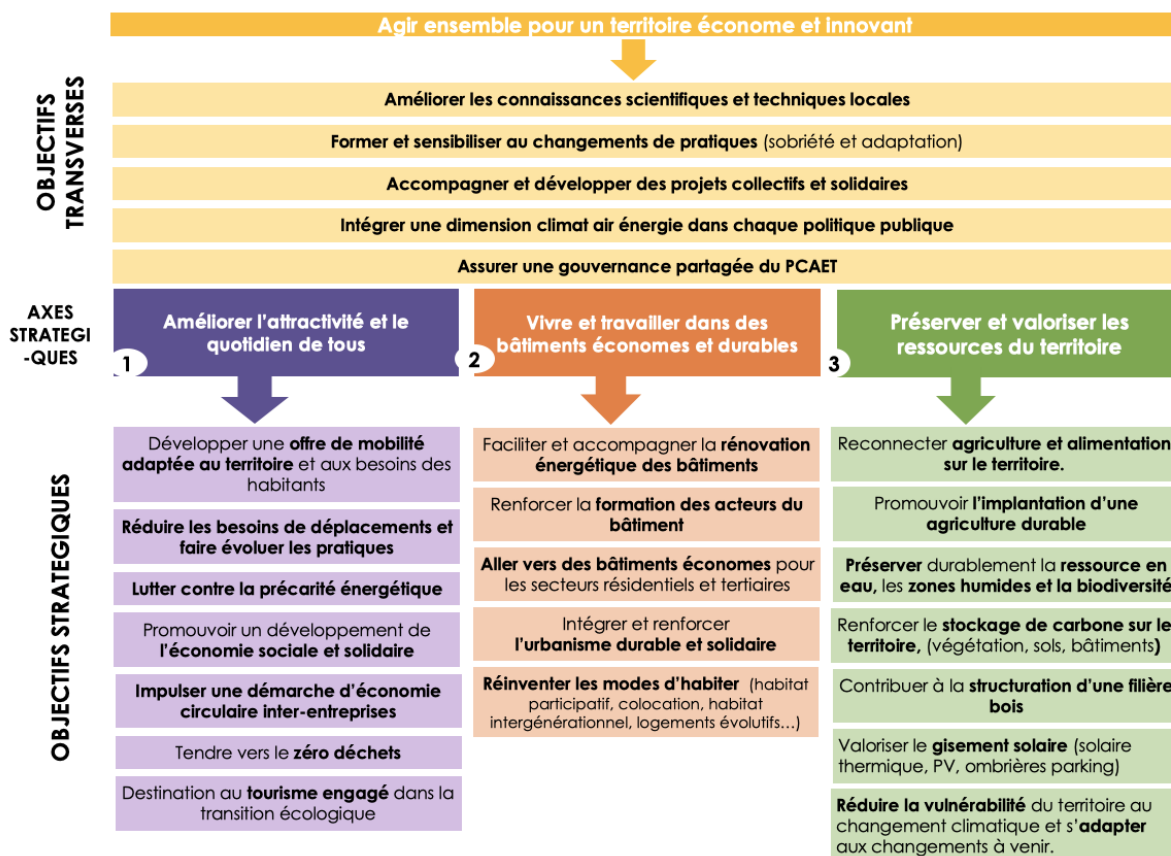 Agir ensemble pour un territoire économe et innovant
OBJECTIFS
TRANSVERSES
Améliorer les connaissances scientifiques et techniques locales
Former et sensibiliser au changements de pratiques (sobriété et adaptation)
Accompagner et développer des projets collectifs et solidaires
Intégrer une dimension climat air énergie dans chaque politique publique
Assurer une gouvernance partagée du PCAET
AXES
STRATEGI
-QUES
1
Améliorer l'attractivité et le
quotidien de tous
2
Vivre et travailler dans des
bâtiments économes et durables
3
Préserver et valoriser les
ressources du territoire
OBJECTIFS STRATEGIQUES
Développer une offre de mobilité
adaptée au territoire et aux besoins des
habitants
Réduire les besoins de déplacements et
faire évoluer les pratiques
Lutter contre la précarité énergétique
Promouvoir un développement de
l'économie sociale et solidaire
Impulser une démarche d'économie
circulaire inter-entreprises
Tendre vers le zéro déchets
Destination au tourisme engagé dans la
transition écologique
Faciliter et accompagner la rénovation
énergétique des bâtiments
Renforcer la formation des acteurs du
bâtiment
Aller vers des bâtiments économes pour
les secteurs résidentiels et tertiaires
Intégrer et renforcer
l'urbanisme durable et solidaire
Réinventer les modes d'habiter (habitat
participatif, colocation, habitat
intergénérationnel, logements évolutifs…)
Reconnecter agriculture et alimentation
sur le territoire.
Promouvoir l'implantation d'une
agriculture durable
Préserver durablement la ressource en
eau, les zones humides et la biodiversité
Renforcer le stockage de carbone sur le
territoire, (végétation, sols, bâtiments)
Contribuer à la structuration d'une filière
bois
Valoriser le gisement solaire (solaire
thermique, PV, ombrières parking)
Réduire la vulnérabilité du territoire au
changement climatique et s'adapter
aux changements à venir.